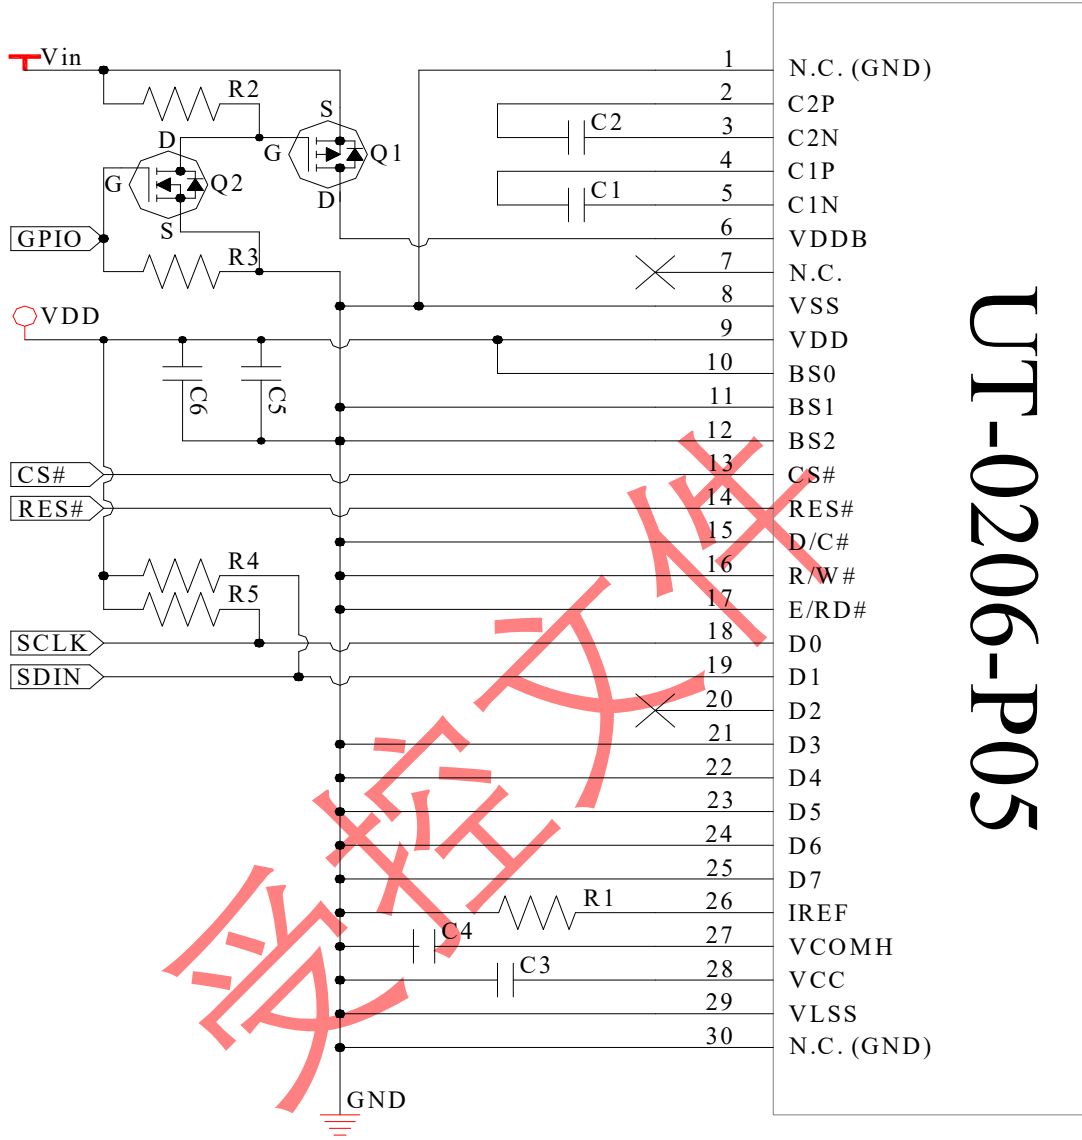 Vin
R2
S
D
G
Q1
G
Q2
D
S
GPIO
R3
VDD
C6
C5
CS#
RES#
R4
R5
SCLK
SDIN
C2
C1
R1
C4
C3
GND
1 N.C. (GND)
2 C2P
3 C2N
4 C1P
5 C1N
6 VDDB
7 N.C.
8 VSS
9 VDD
10 BS0
11 BS1
12 BS2
13 CS#
14 RES#
15 D/C#
16 R/W#
17 E/RD#
18 D0
19 D1
20 D2
21 D3
22 D4
23 D5
24 D6
25 D7
26 IREF
27 VCOMH
28 VCC
29 VLSS
30 N.C. (GND)
UT-0206-P05
受控文件